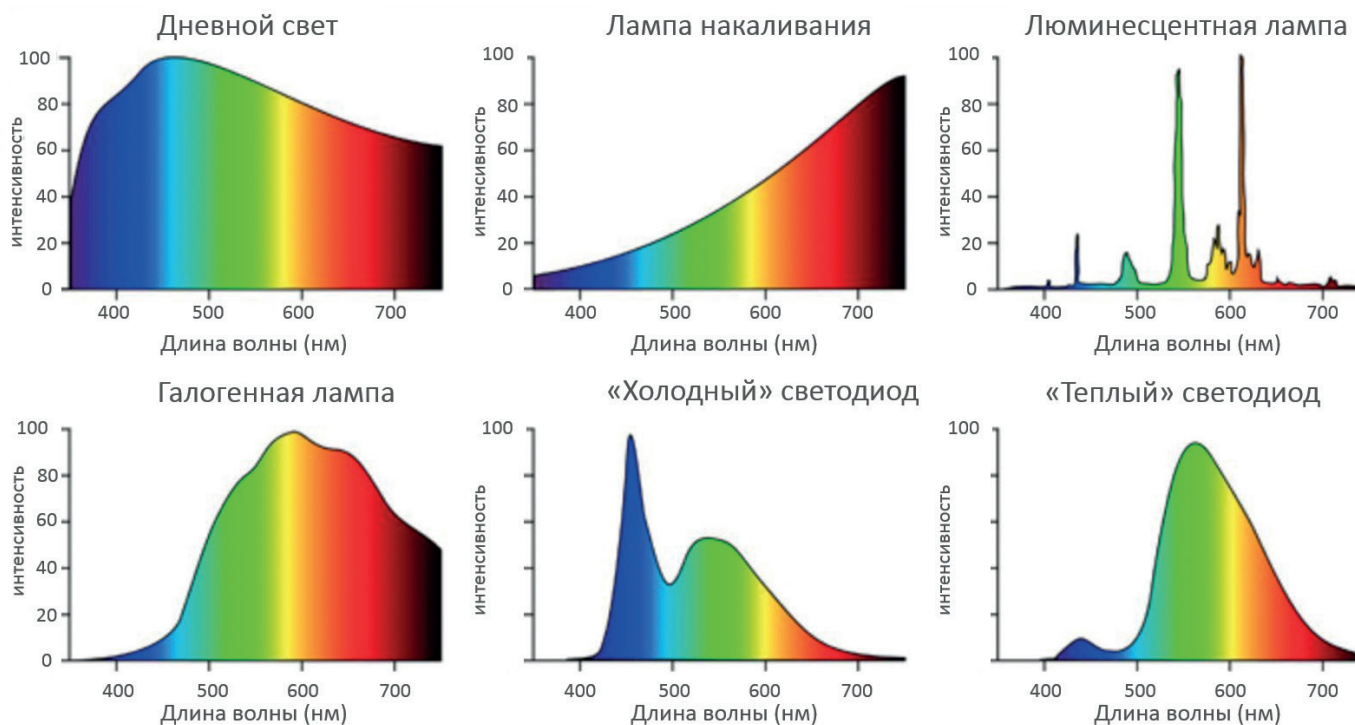 Дневной свет
Лампа накаливания
Люминесцентная лампа
интенсивность
100
80
60
40
20
0
400 500 600 700
Длина волны (нм)
интенсивность
100
80
60
40
20
0
400 500 600 700
Длина волны (нм)
интенсивность
100
80
60
40
20
0
400 500 600 700
Длина волны (нм)
Галогенная лампа
«Холодный» светодиод
«Теплый» светодиод
интенсивность
100
80
60
40
20
0
400 500 600 700
Длина волны (нм)
интенсивность
100
400 500 600 700
Длина волны (нм)
интенсивность
100
400 500 600 700
Длина волны (нм)